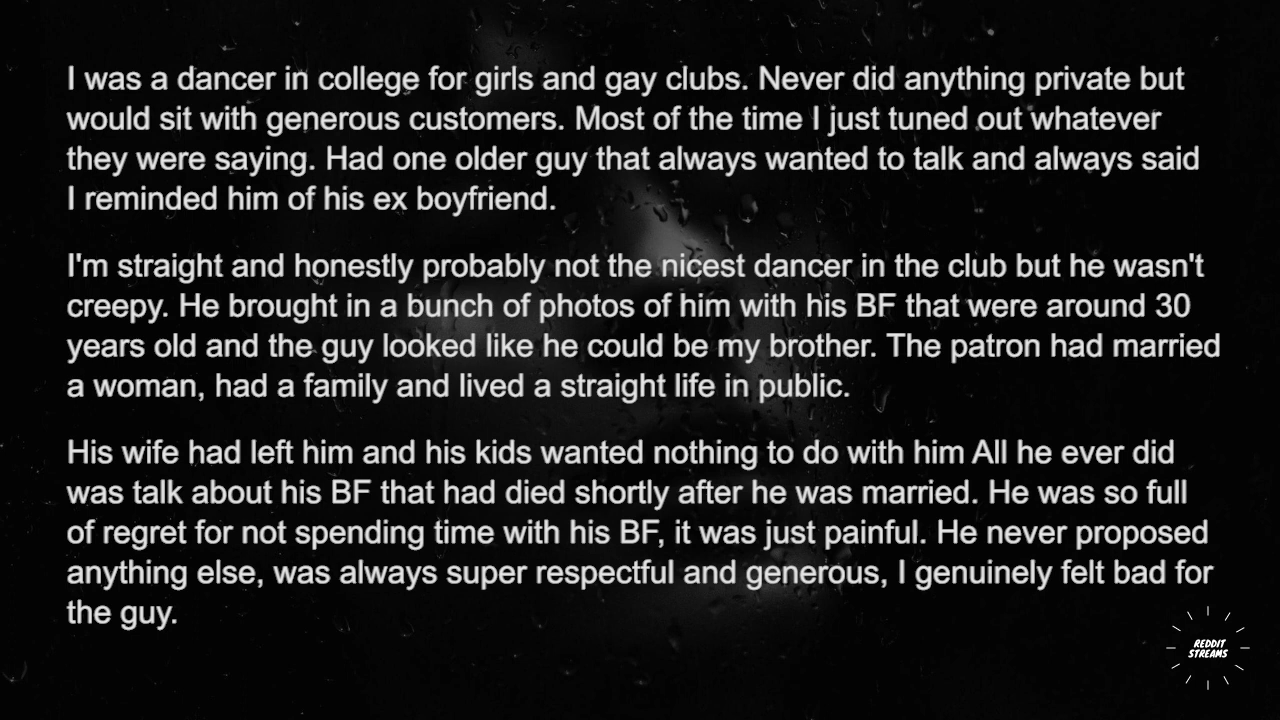 I was a dancer in college for girls and gay clubs. Never did anything private but
would sit with generous customers. Most of the time I just tuned out whatever
they were saying. Had one older guy that always wanted to talk and always said
I reminded him of his ex boyfriend.
I'm straight and honestly probably not the nicest dancer in the club but he wasn't
creepy. He brought in a bunch of photos of him with his BF that were around 30
years old and the guy looked like he could be my brother. The patron had married
a woman, had a family and lived a straight life in public.
His wife had left him and his kids wanted nothing to do with him All he ever did
was talk about his BF that had died shortly after he was married. He was so full
of regret for not spending time with his BF, it was just painful. He never proposed
anything else, was always super respectful and generous, I genuinely felt bad for
the guy.
REDDIT
STREAMS